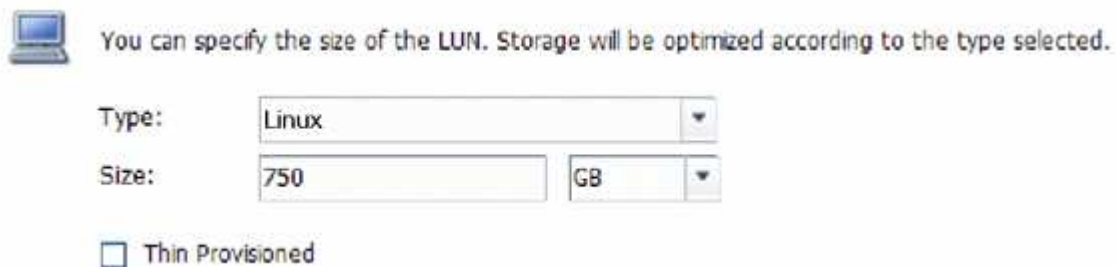 You can specify the size of the LUN. Storage will be optimized according to the type selected.
Type: Linux
Size: 750 GB
Thin Provisioned